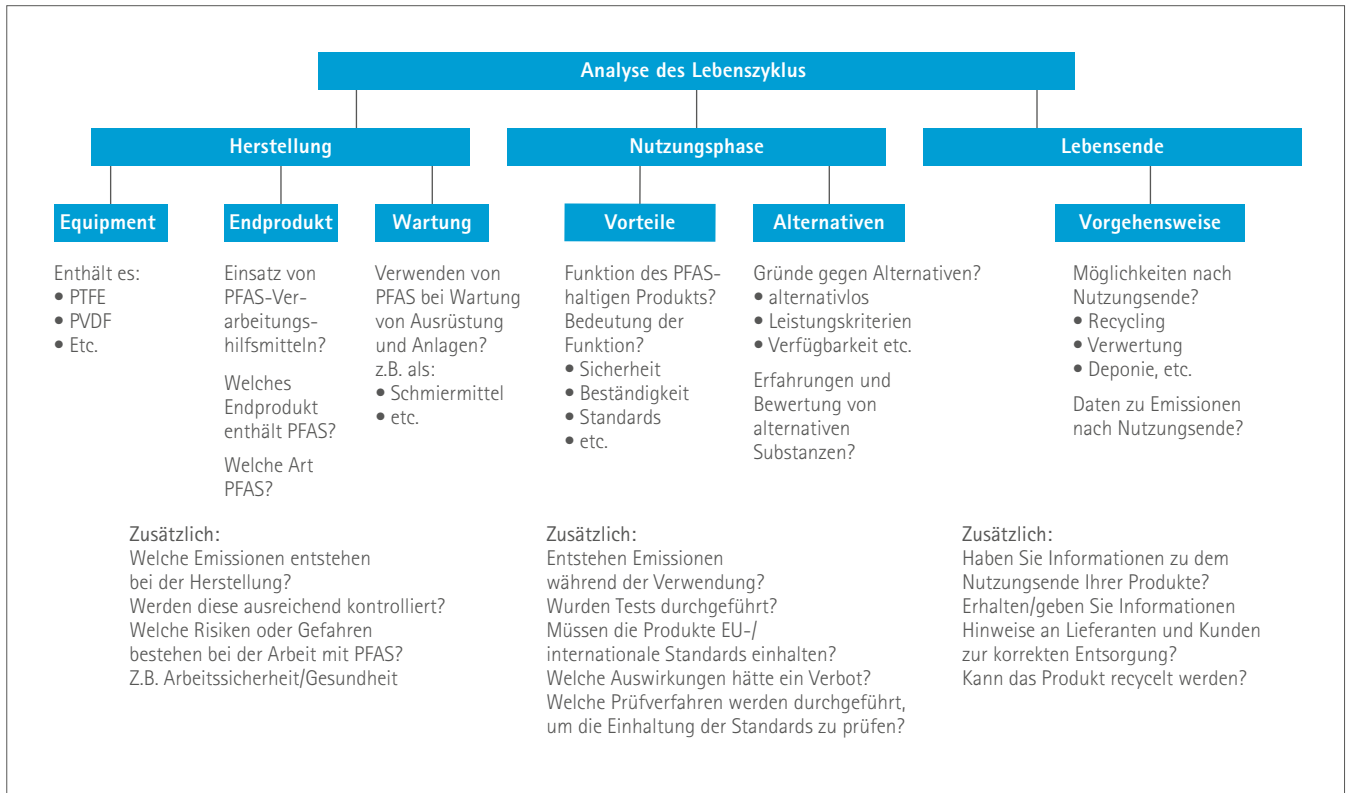 Analyse des Lebenszyklus
Herstellung
Nutzungsphase
Lebensende
Equipment
Endprodukt
Wartung
Vorteile
Alternativen
Vorgehensweise
Enthält es:
• PTFE
• PVDF
• Etc.
Einsatz von
PFAS-Ver-
arbeitungs-
hilfsmitteln?
Welches
Endprodukt
enthält PFAS?
Welche Art
PFAS?
Verwenden von
PFAS bei Wartung
von Ausrüstung
und Anlagen?
z.B. als:
• Schmiermittel
• etc.
Funktion des PFAS-
haltigen Produkts?
Bedeutung der
Funktion?
• Sicherheit
• Beständigkeit
• Standards
• etc.
Gründe gegen Alternativen?
• alternativlos
• Leistungskriterien
• Verfügbarkeit etc.
Erfahrungen und
Bewertung von
alternativen
Substanzen?
Möglichkeiten nach
Nutzungsende?
• Recycling
• Verwertung
• Deponie, etc.
Daten zu Emissionen
nach Nutzungsende?
Zusätzlich:
Welche Emissionen entstehen
bei der Herstellung?
Werden diese ausreichend kontrolliert?
Welche Risiken oder Gefahren
bestehen bei der Arbeit mit PFAS?
Z.B. Arbeitssicherheit/Gesundheit
Zusätzlich:
Entstehen Emissionen
während der Verwendung?
Wurden Tests durchgeführt?
Müssen die Produkte EU-/
internationale Standards einhalten?
Welche Auswirkungen hätte ein Verbot?
Welche Prüfverfahren werden durchgeführt,
um die Einhaltung der Standards zu prüfen?
Zusätzlich:
Haben Sie Informationen zu dem
Nutzungsende Ihrer Produkte?
Erhalten/geben Sie Informationen
Hinweise an Lieferanten und Kunden
zur korrekten Entsorgung?
Kann das Produkt recycelt werden?